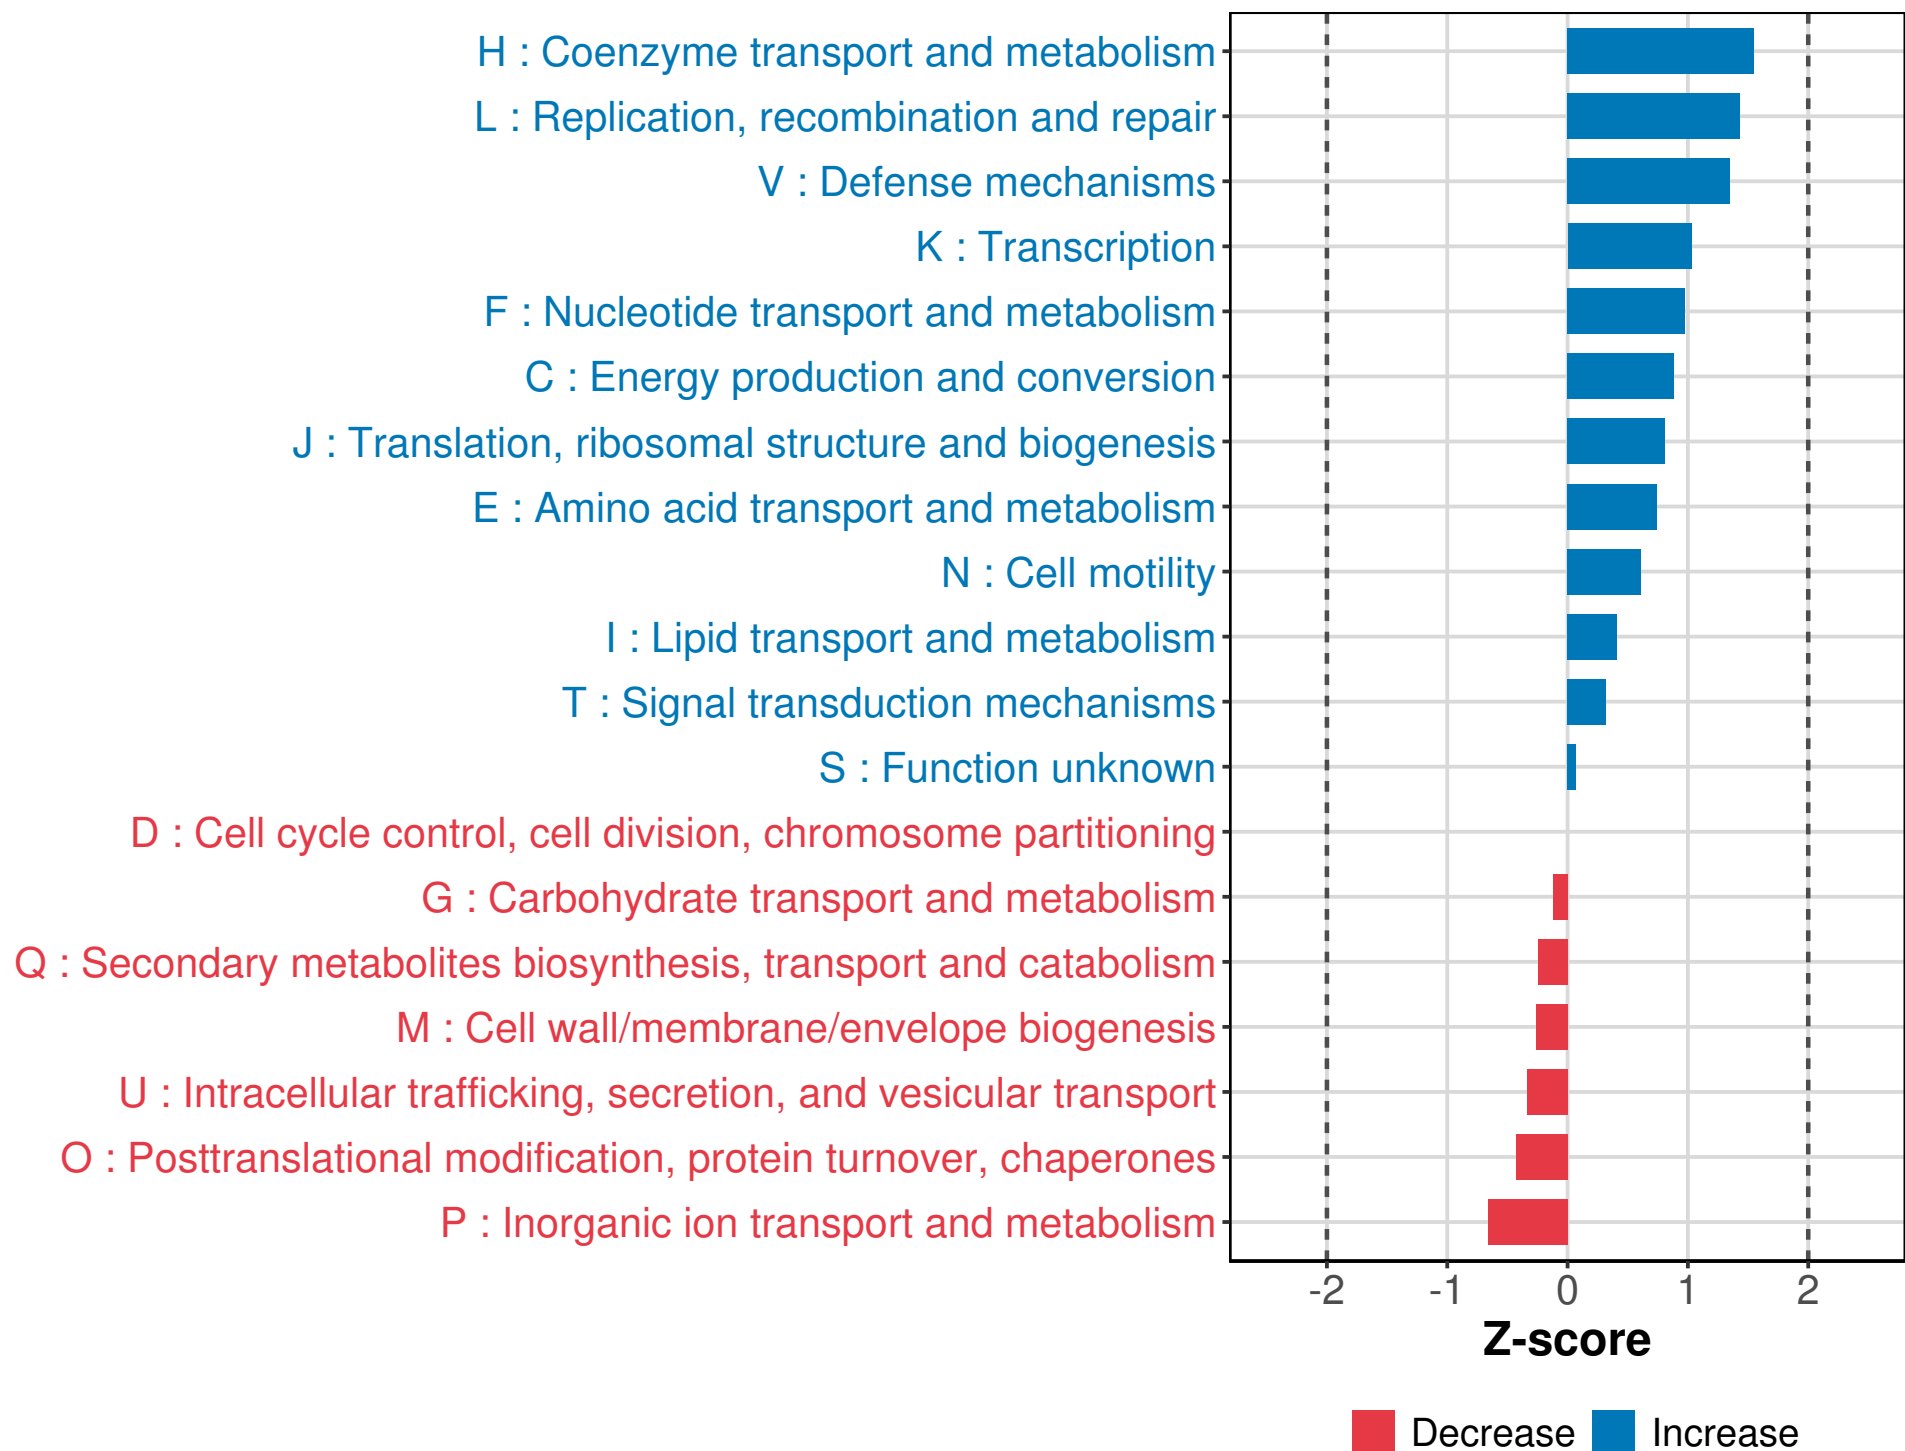 H : Coenzyme transport and metabolism
L : Replication, recombination and repair
V : Defense mechanisms
K : Transcription
F : Nucleotide transport and metabolism
C : Energy production and conversion
J : Translation, ribosomal structure and biogenesis
E : Amino acid transport and metabolism
N : Cell motility
I : Lipid transport and metabolism
T : Signal transduction mechanisms
S : Function unknown
D : Cell cycle control, cell division, chromosome partitioning
G : Carbohydrate transport and metabolism
Q : Secondary metabolites biosynthesis, transport and catabolism
M : Cell wall/membrane/envelope biogenesis
U : Intracellular trafficking, secretion, and vesicular transport
O : Posttranslational modification, protein turnover, chaperones
P : Inorganic ion transport and metabolism
-2 -1 0 1 2
Z-score
Decrease Increase